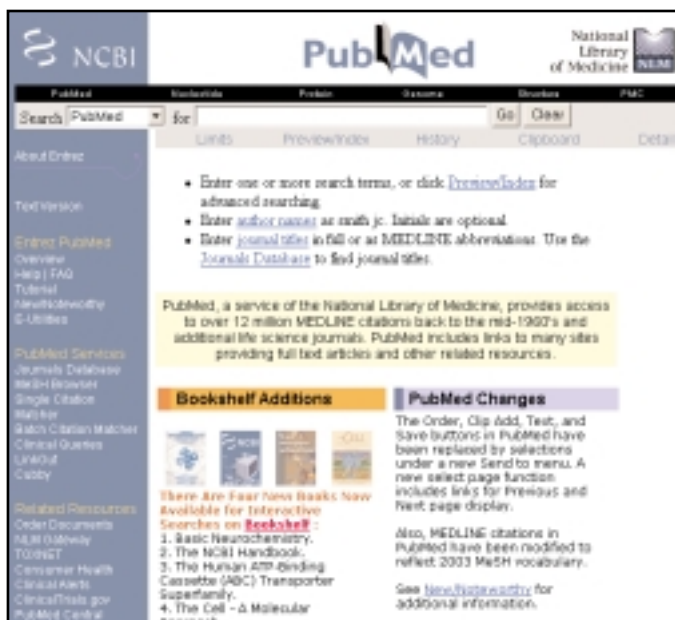 NCBI
PubMed
National
Library
of Medicine
NLM
PubMed Nucleotide Protein Genome Structure PMC
Search PubMed for Go Clear
Limits Preview/Index History Clipboard Detail
About Entrez
Text Version
Entrez PubMed
Overview
Help | FAQ
Tutorial
New/Noteworthy
E-Utilities
PubMed Services
Journals Database
MeSH Browser
Single Citation
Matcher
Batch Citation Matcher
Clinical Queries
LinkOut
Cubby
Related Resources
Order Documents
NLM Gateway
TOXNET
Consumer Health
Clinical Alerts
ClinicalTrials.gov
PubMed Central
• Enter one or more search terms, or click Preview/Index for
advanced searching.
• Enter author names as smith jc. Initials are optional.
• Enter journal titles in full or as MEDLINE abbreviations. Use the
Journals Database to find journal titles.
PubMed, a service of the National Library of Medicine, provides access
to over 12 million MEDLINE citations back to the mid-1960's and
additional life science journals. PubMed includes links to many sites
providing full text articles and other related resources.
Bookshelf Additions
NCBI
There Are Four New Books Now
Available for Interactive
Searches on Bookshelf :
1. Basic Neurochemistry.
2. The NCBI Handbook.
3. The Human ATP-Binding
Cassette (ABC) Transporter
Superfamily.
4. The Cell - A Molecular
PubMed Changes
The Order, Clip Add, Text, and
Save buttons in PubMed have
been replaced by selections
under a new Send to menu. A
new select page function
includes links for Previous and
Next page display.
Also, MEDLINE citations in
PubMed have been modified to
reflect 2003 MeSH vocabulary.
See New/Noteworthy for
additional information.